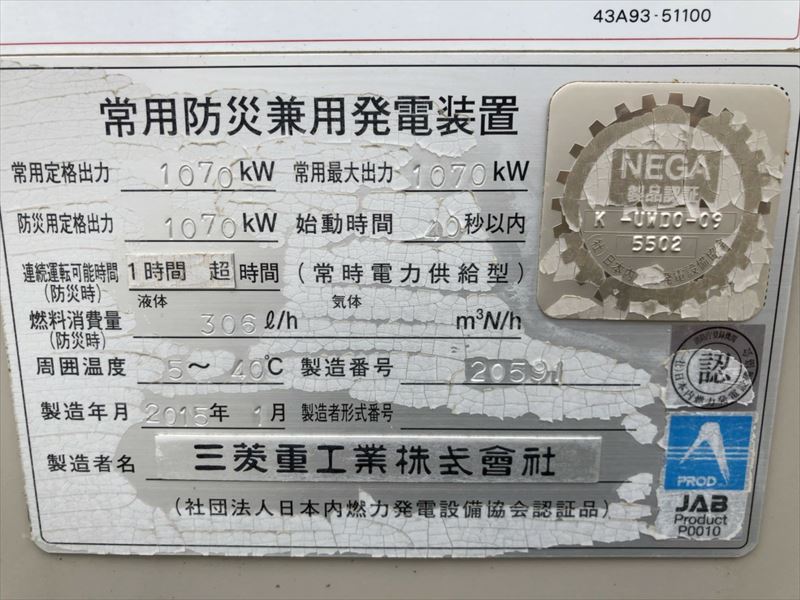 43A93-51100
常用防災兼用発電装置
常用定格出力 1070 kW 常用最大出力 1070 kW
防災用定格出力 1070 kW 始動時間 40 秒以内
連続運転可能時間 1時間 超 時間 (常時電力供給型)
(防災時)
液体 気体
燃料消費量 306 ℓ/h m³N/h
(防災時)
周囲温度 5〜40℃ 製造番号 20591
製造年月 2015年 1月 製造者形式番号
製造者名 三菱重工業株式會社
(社団法人日本内燃力発電設備協会認証品)
NEGA
製品認証
K -UWDO-09
5502
認
PROD
JAB
Product
P0010